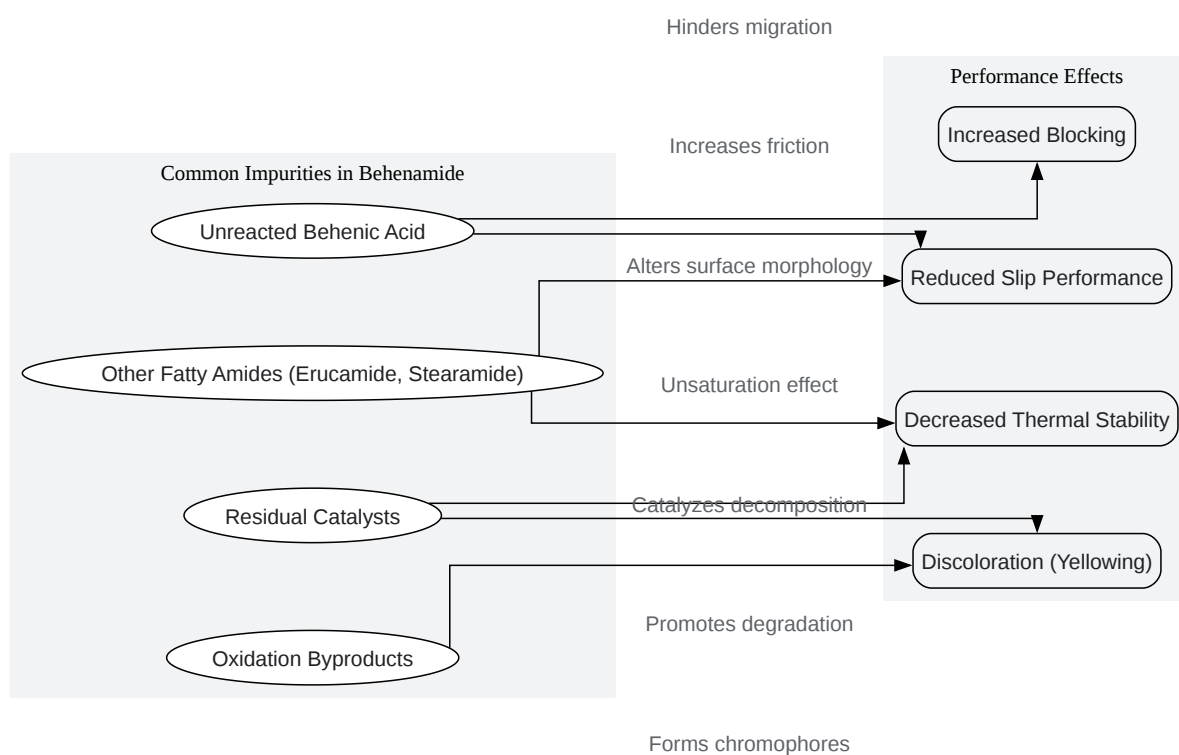 Hinders migration
Performance Effects
Increased Blocking
Increases friction
Common Impurities in Behenamide
Unreacted Behenic Acid
Alters surface morphology
Reduced Slip Performance
Other Fatty Amides (Erucamide, Stearamide)
Unsaturation effect
Decreased Thermal Stability
Residual Catalysts
Catalyzes decomposition
Discoloration (Yellowing)
Promotes degradation
Oxidation Byproducts
Forms chromophores